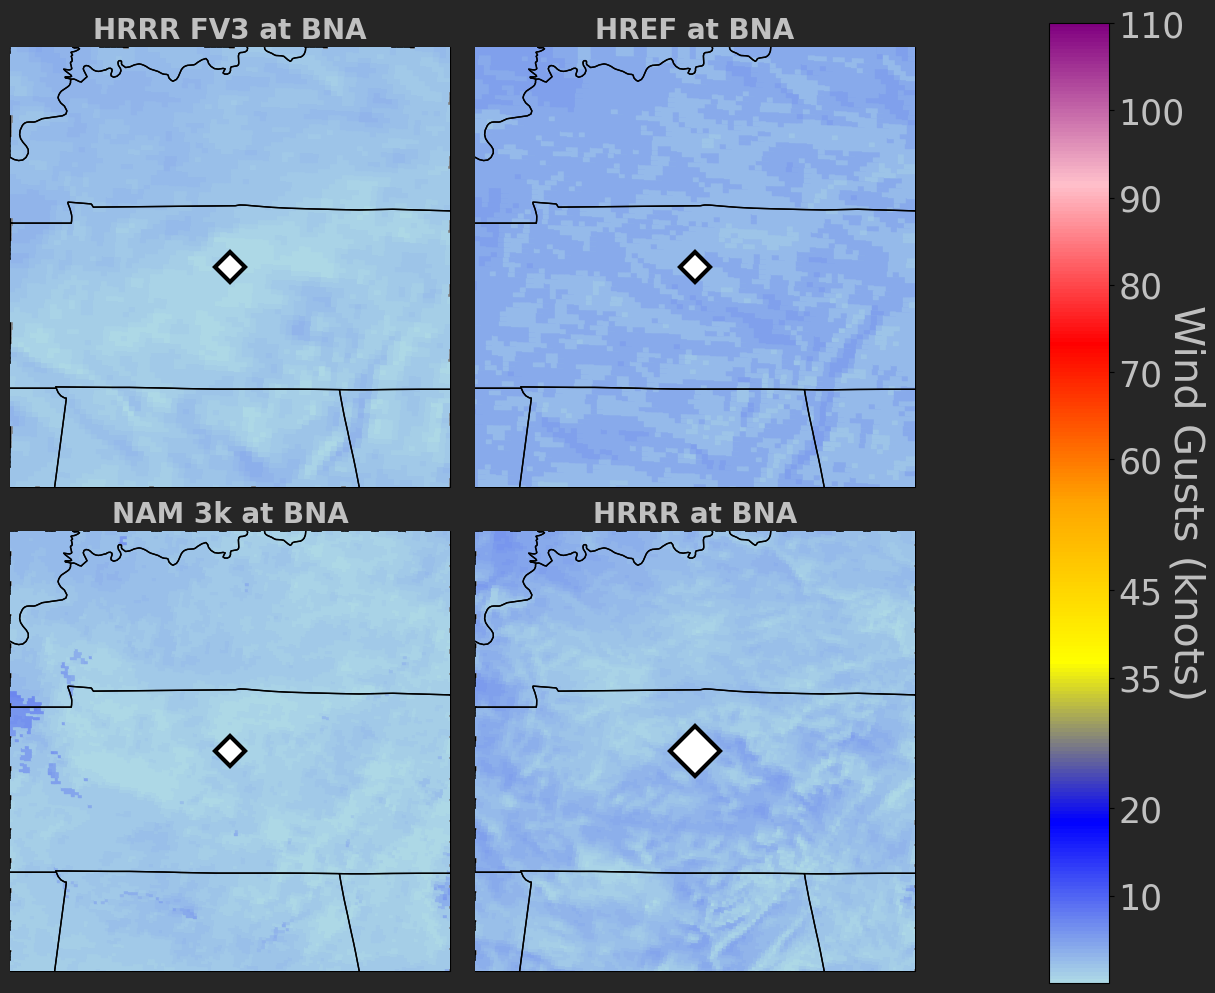 HRRR FV3 at BNA
HREF at BNA
NAM 3k at BNA
HRRR at BNA
110
100
90
80
70
60
45
35
20
10
Wind Gusts (knots)